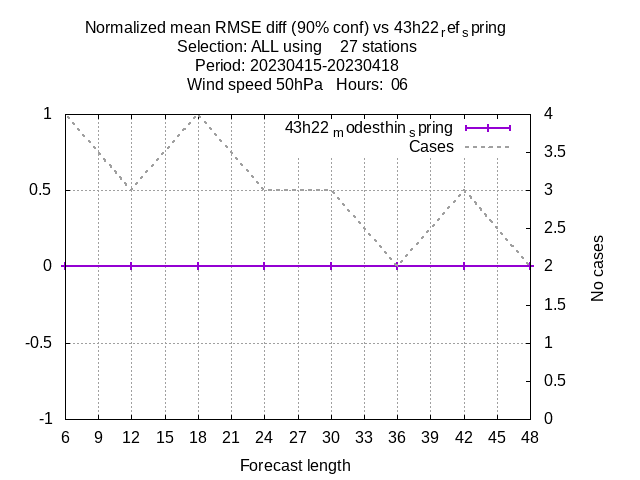 Normalized mean RMSE diff (90% conf) vs 43h22ᵣefₛpring
Selection: ALL using    27 stations
Period: 20230415-20230418
Wind speed 50hPa   Hours:  06
43h22 ₘodesthinₛpring
Cases
1
0.5
0
-0.5
-1
4
3.5
3
2.5
2
1.5
1
0.5
0
No cases
6 9 12 15 18 21 24 27 30 33 36 39 42 45 48
Forecast length